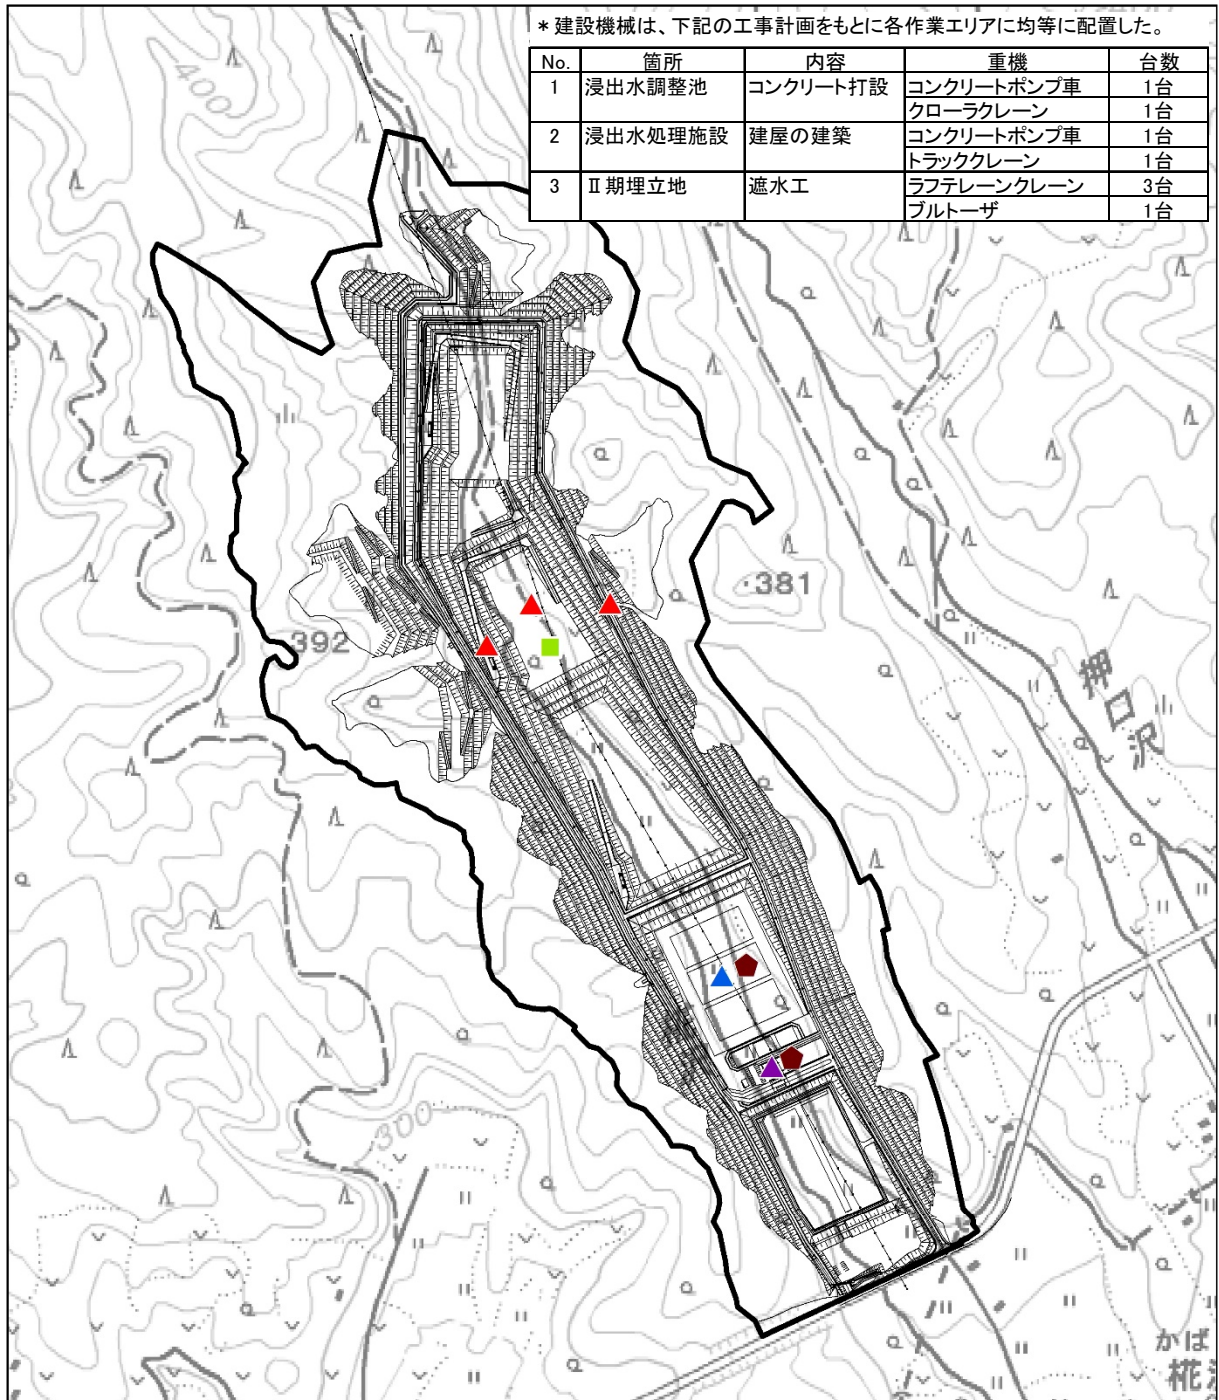 ＊建設機械は、下記の工事計画をもとに各作業エリアに均等に配置した。
No. 箇所 内容 重機 台数
1 浸出水調整池 コンクリート打設 コンクリートポンプ車 1台
クローラクレーン 1台
2 浸出水処理施設 建屋の建築 コンクリートポンプ車 1台
トラッククレーン 1台
3 Ⅱ期埋立地 遮水工 ラフテレーンクレーン 3台
ブルトーザ 1台
400
381
392
押口沢
300
かば
椛